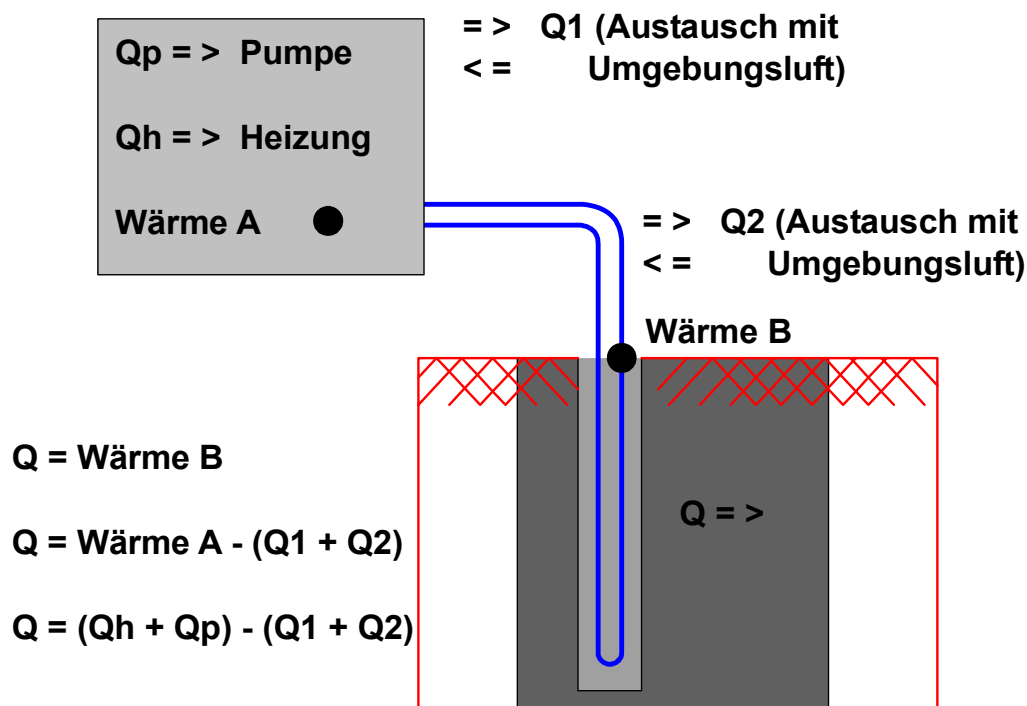 Qp = > Pumpe
Qh = > Heizung
Wärme A
= > Q1 (Austausch mit
< = Umgebungsluft)
= > Q2 (Austausch mit
< = Umgebungsluft)
Wärme B
Q = >
Q = Wärme B
Q = Wärme A - (Q1 + Q2)
Q = (Qh + Qp) - (Q1 + Q2)